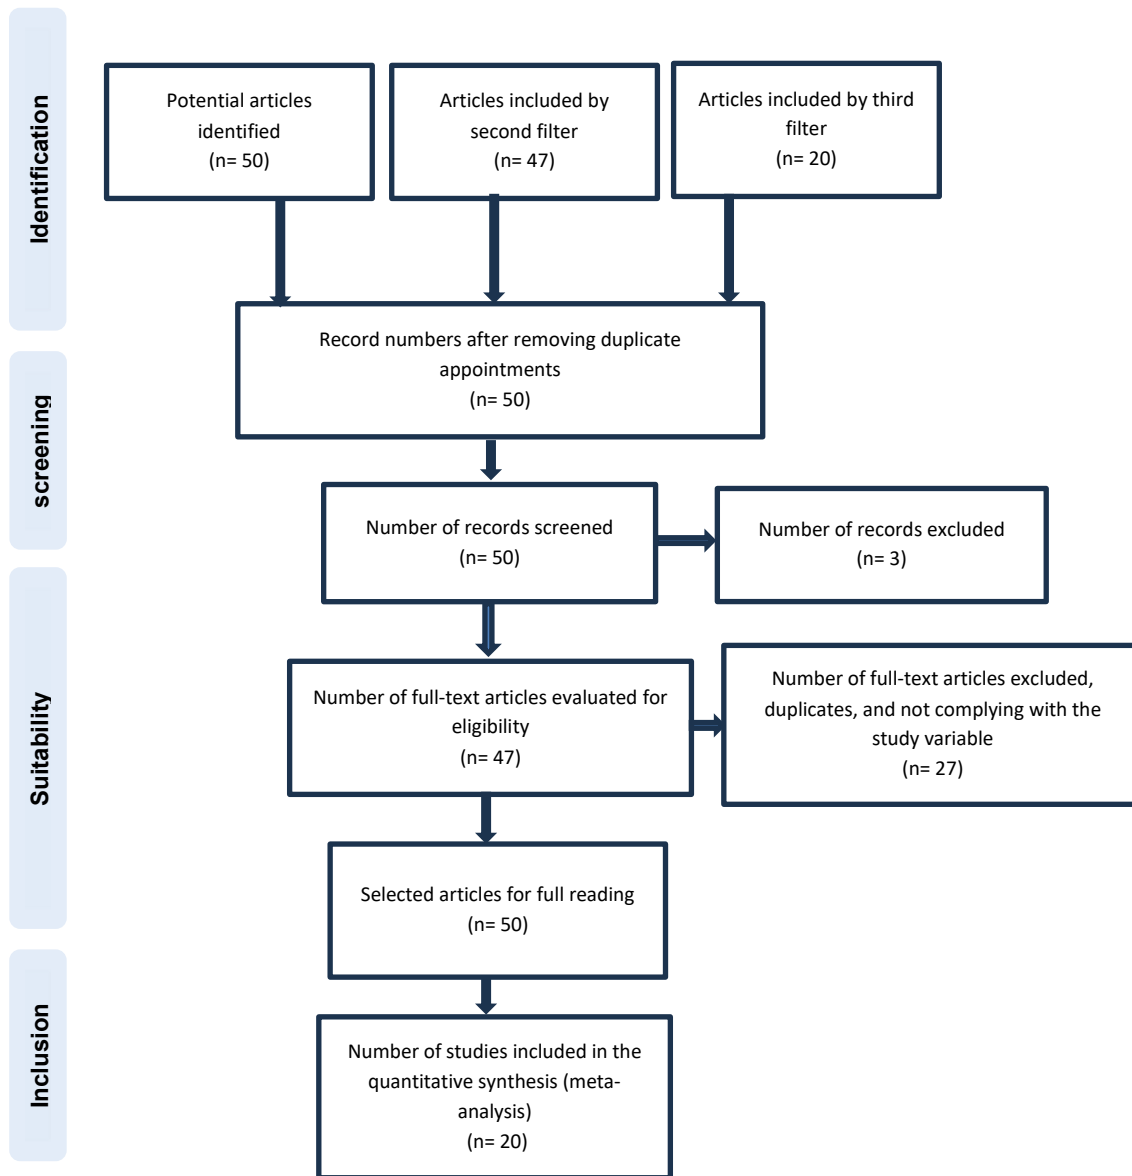 Identification
Potential articles
identified
(n= 50)
Articles included by
second filter
(n= 47)
Articles included by third
filter
(n= 20)
Record numbers after removing duplicate
appointments
(n= 50)
screening
Number of records screened
(n= 50)
Number of records excluded
(n= 3)
Suitability
Number of full-text articles evaluated for
eligibility
(n= 47)
Number of full-text articles excluded,
duplicates, and not complying with the
study variable
(n= 27)
Selected articles for full reading
(n= 50)
Inclusion
Number of studies included in the
quantitative synthesis (meta-
analysis)
(n= 20)